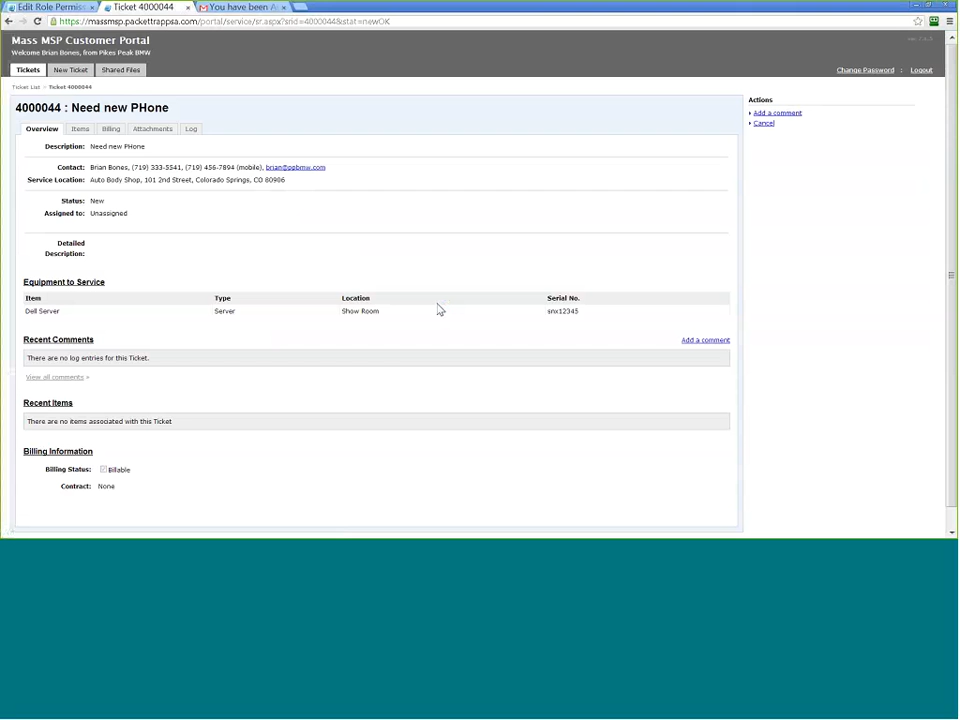 Edit Role Permiss
Ticket 4000044
You have been A
https://massmsp.packettrappsa.com/portal/service/sr.aspx?srid=4000044&stat=newOK
Mass MSP Customer Portal
Welcome Brian Bones, from Pikes Peak BMW
Tickets
New Ticket
Shared Files
Change Password : Logout
Ticket List > Ticket 4000044
4000044 : Need new PHone
Overview
Items
Billing
Attachments
Log
Description: Need new PHone
Contact: Brian Bones, (719) 333-5541, (719) 456-7894 (mobile), brian@ppbmw.com
Service Location: Auto Body Shop, 101 2nd Street, Colorado Springs, CO 80986
Status: New
Assigned to: Unassigned
Detailed
Description:
Equipment to Service
Item Type Location Serial No.
Dell Server Server Show Room snx12345
Recent Comments Add a comment
There are no log entries for this Ticket.
View all comments »
Recent Items
There are no items associated with this Ticket
Billing Information
Billing Status: Billable
Contract: None
Actions
Add a comment
Cancel